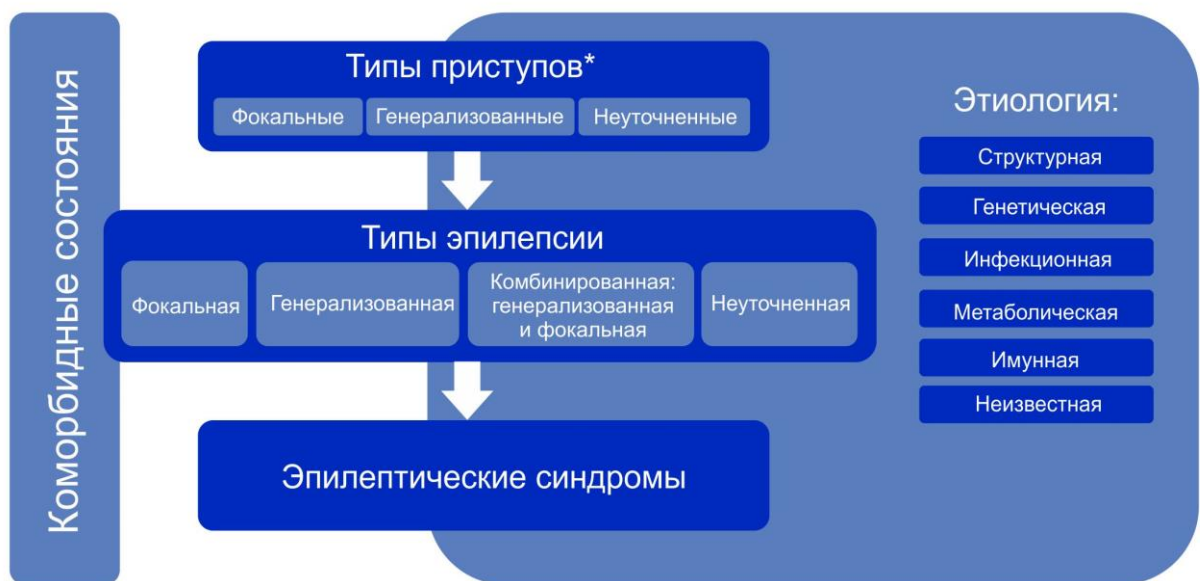 Коморбидные состояния
Типы приступов*
Фокальные
Генерализованные
Неуточненные
Типы эпилепсии
Фокальная
Генерализованная
Комбинированная:
генерализованная
и фокальная
Неуточненная
Эпилептические синдромы
Этиология:
Структурная
Генетическая
Инфекционная
Метаболическая
Имунная
Неизвестная